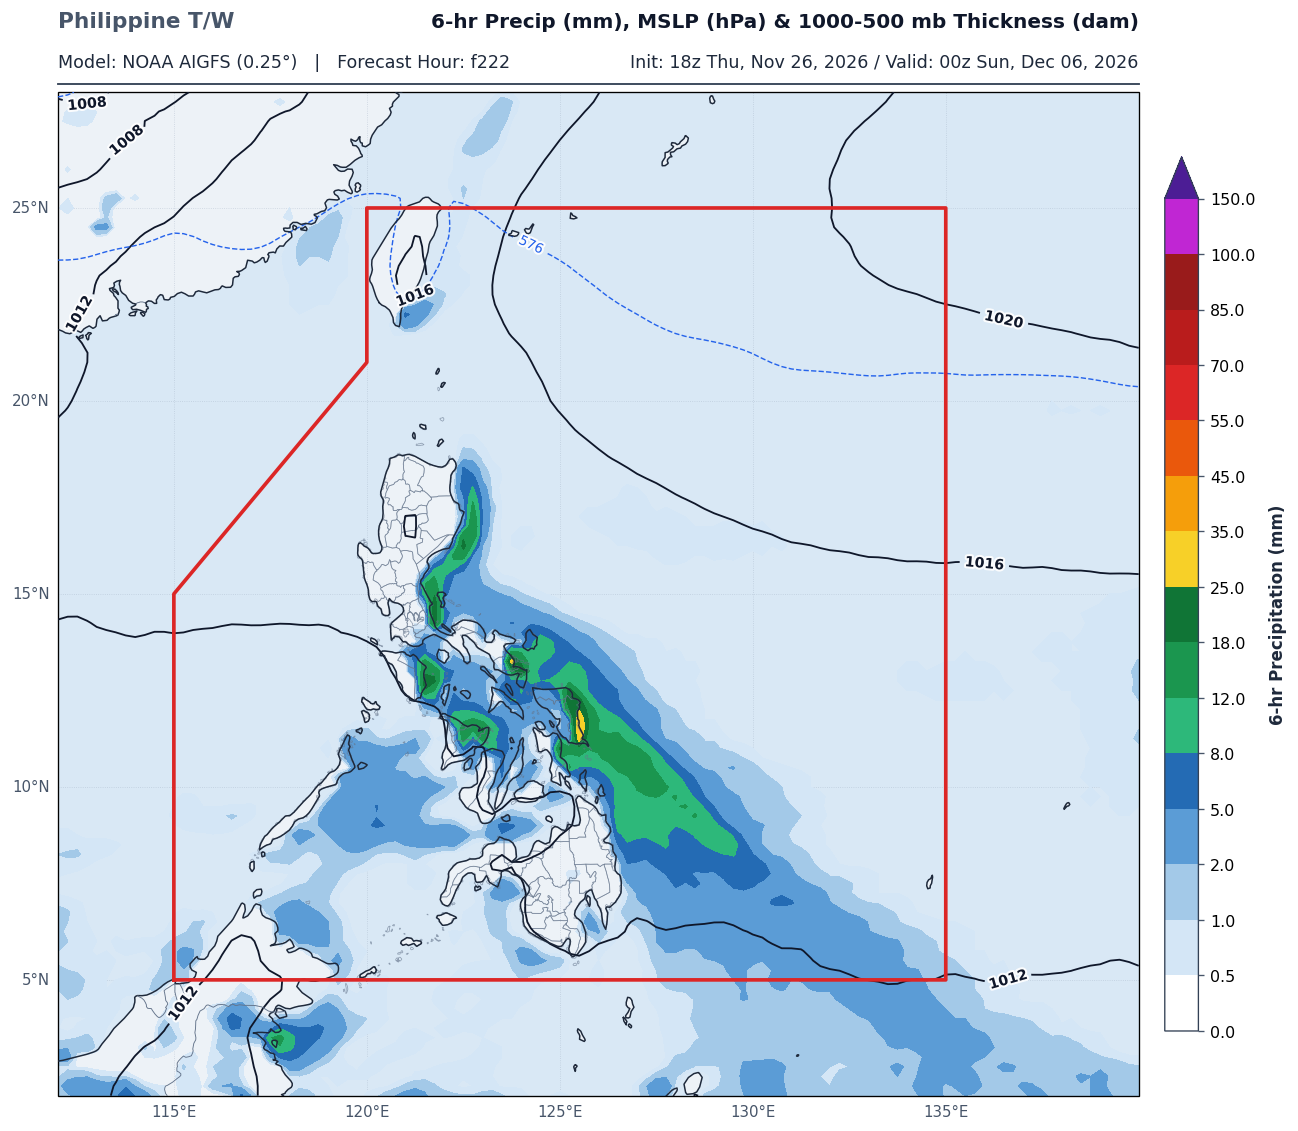 Philippine T/W
6-hr Precip (mm), MSLP (hPa) & 1000-500 mb Thickness (dam)
Model: NOAA AIGFS (0.25°) | Forecast Hour: f222
Init: 18z Thu, Nov 26, 2026 / Valid: 00z Sun, Dec 06, 2026
1008
1008
1012
1016
576
1020
1016
1012
1012
25°N
20°N
15°N
10°N
5°N
115°E
120°E
125°E
130°E
135°E
150.0
100.0
85.0
70.0
55.0
45.0
35.0
25.0
18.0
12.0
8.0
5.0
2.0
1.0
0.5
0.0
6-hr Precipitation (mm)